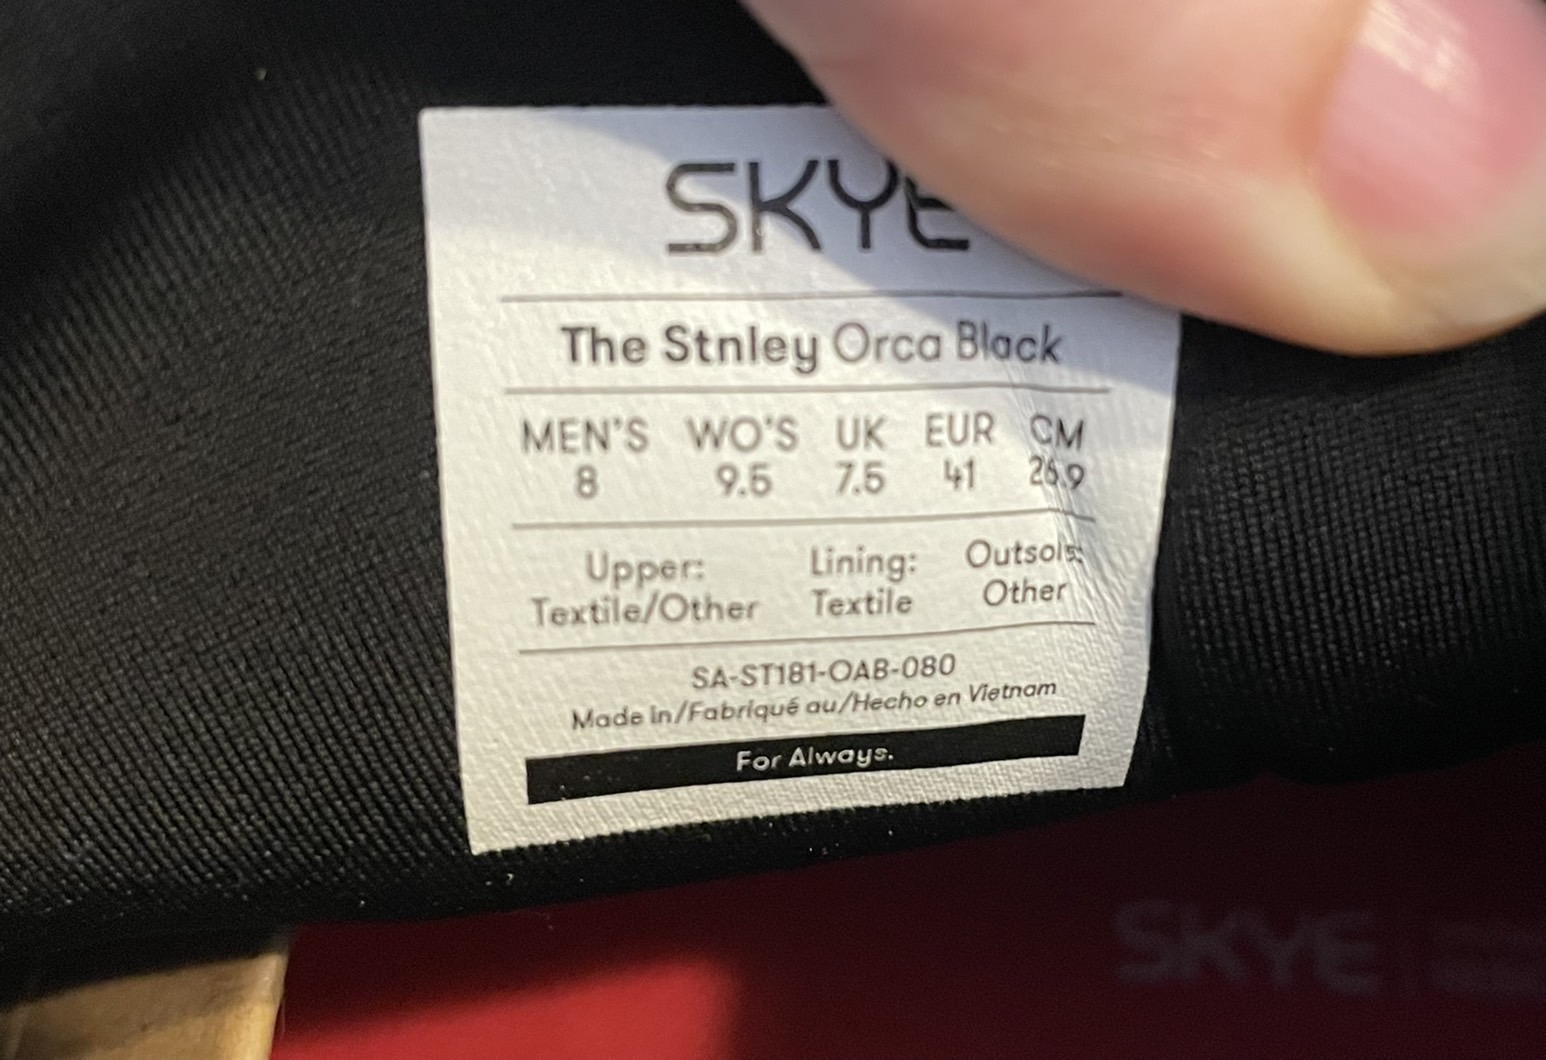 SKYE
The Stnley Orca Black
MEN'S WO'S UK EUR CM
8 9.5 7.5 41 26.9
Upper: Lining: Outsole:
Textile/Other Textile Other
SA-ST181-OAB-080
Made in/Fabriqué au/Hecho en Vietnam
For Always.
SKYE